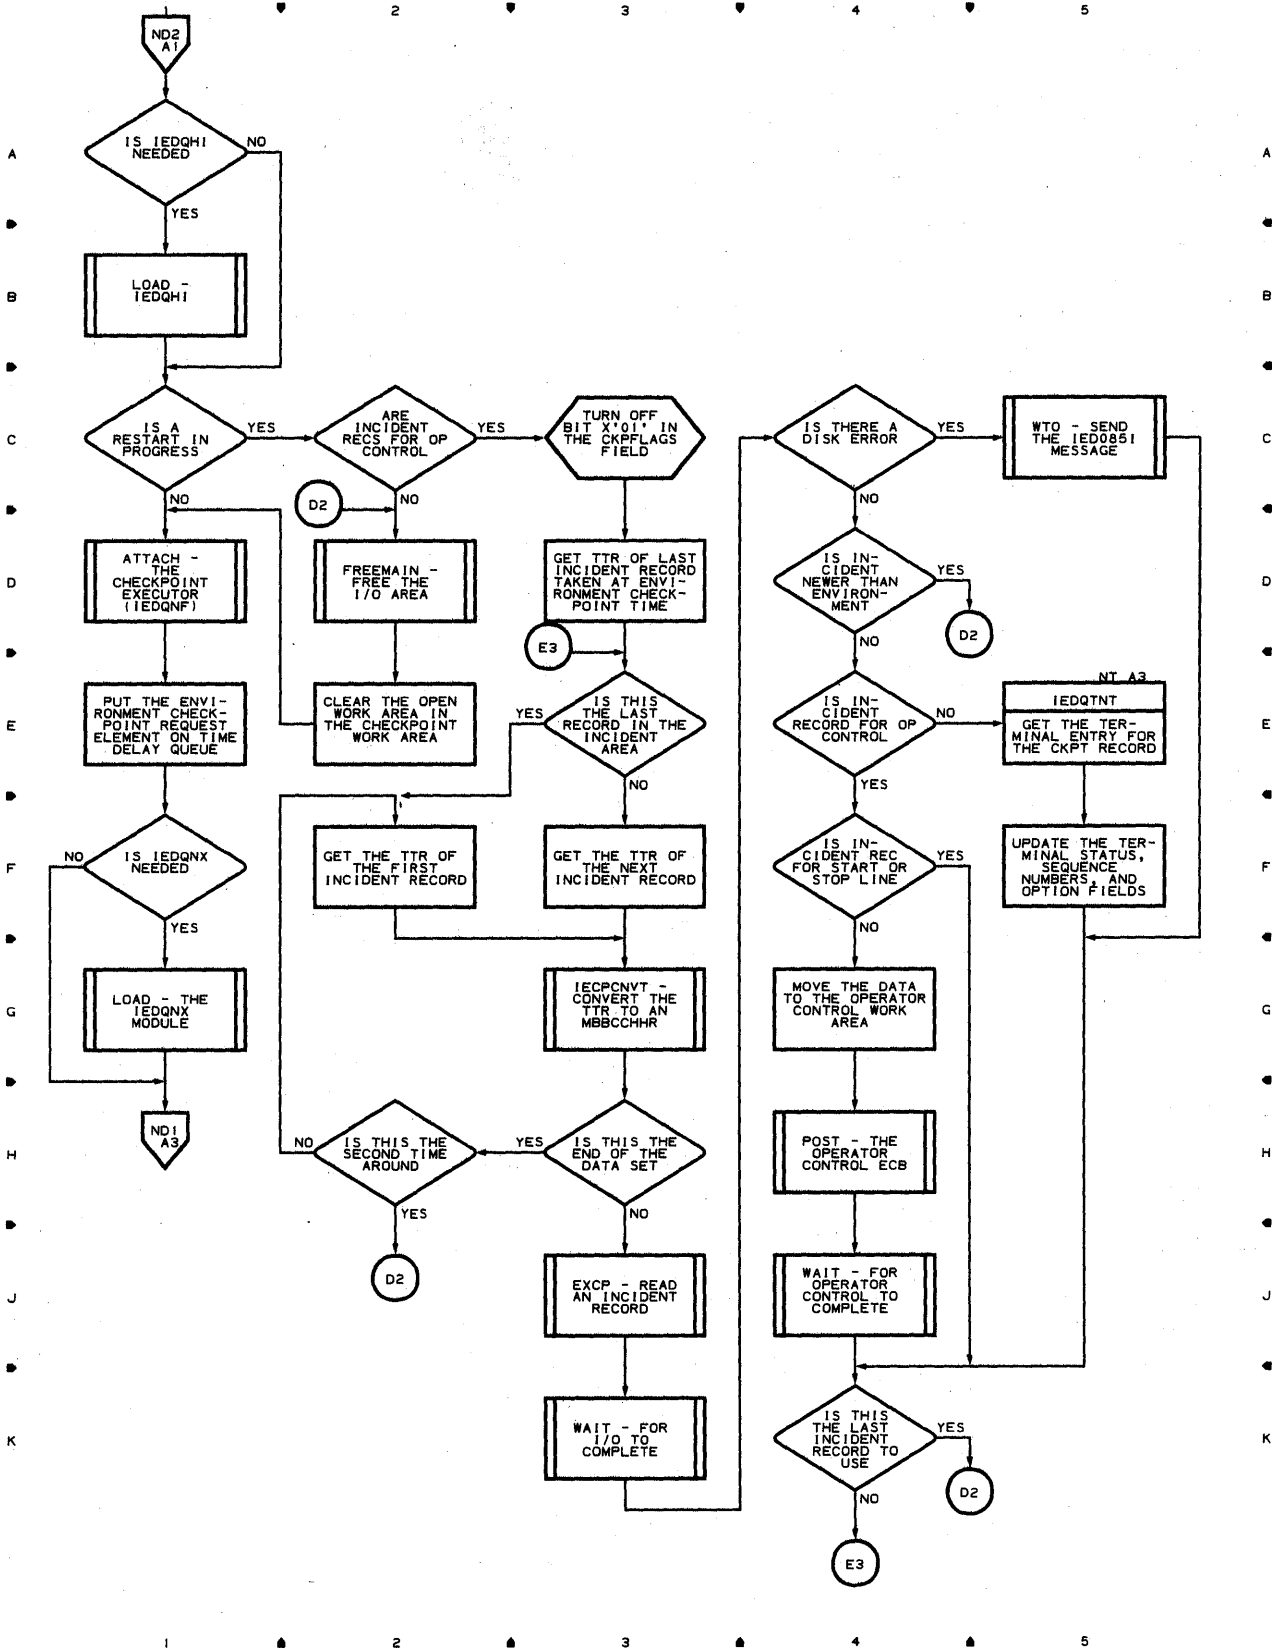 1 2 3 4 5
ND2
A1
A
IS IEDQHI
NEEDED
NO
A
YES
B
LOAD -
IEDQHI
B
C
IS A
RESTART IN
PROGRESS
YES
ARE
INCIDENT
RECS FOR OP
CONTROL
YES
TURN OFF
BIT X'01' IN
THE CKPFLAGS
FIELD
IS THERE A
DISK ERROR
YES
WTO - SEND
THE IED085I
MESSAGE
C
NO
D2
NO
NO
D
ATTACH -
THE
CHECKPOINT
EXECUTOR
(IEDQNF)
FREEMAIN -
FREE THE
I/O AREA
GET TTR OF LAST
INCIDENT RECORD
TAKEN AT ENVI-
RONMENT CHECK-
POINT TIME
IS IN-
CIDENT
NEWER THAN
ENVIRON-
MENT
YES
D
D2
E3
NO
E
PUT THE ENVI-
RONMENT CHECK-
POINT REQUEST
ELEMENT ON TIME
DELAY QUEUE
CLEAR THE OPEN
WORK AREA IN
THE CHECKPOINT
WORK AREA
YES
IS THIS
THE LAST
RECORD IN THE
INCIDENT
AREA
IS IN-
CIDENT
RECORD FOR OP
CONTROL
NO
NT A3
IEDQTNT
GET THE TER-
MINAL ENTRY FOR
THE CKPT RECORD
E
NO
YES
F
NO
IS IEDQNX
NEEDED
GET THE TTR OF
THE FIRST
INCIDENT RECORD
GET THE TTR OF
THE NEXT
INCIDENT RECORD
IS IN-
CIDENT REC
FOR START OR
STOP LINE
YES
UPDATE THE TER-
MINAL STATUS,
SEQUENCE
NUMBERS, AND
OPTION FIELDS
F
YES
NO
G
LOAD - THE
IEDQNX
MODULE
IECPCNVT -
CONVERT THE
TTR TO AN
MBBCCHHR
MOVE THE DATA
TO THE OPERATOR
CONTROL WORK
AREA
G
ND1
A3
H
NO
IS THIS THE
SECOND TIME
AROUND
YES
IS THIS THE
END OF THE
DATA SET
POST - THE
OPERATOR
CONTROL ECB
H
YES
NO
D2
J
EXCP - READ
AN INCIDENT
RECORD
WAIT - FOR
OPERATOR
CONTROL TO
COMPLETE
J
K
WAIT - FOR
I/O TO
COMPLETE
IS THIS
THE LAST
INCIDENT
RECORD TO
USE
YES
K
D2
NO
E3
1 2 3 4 5